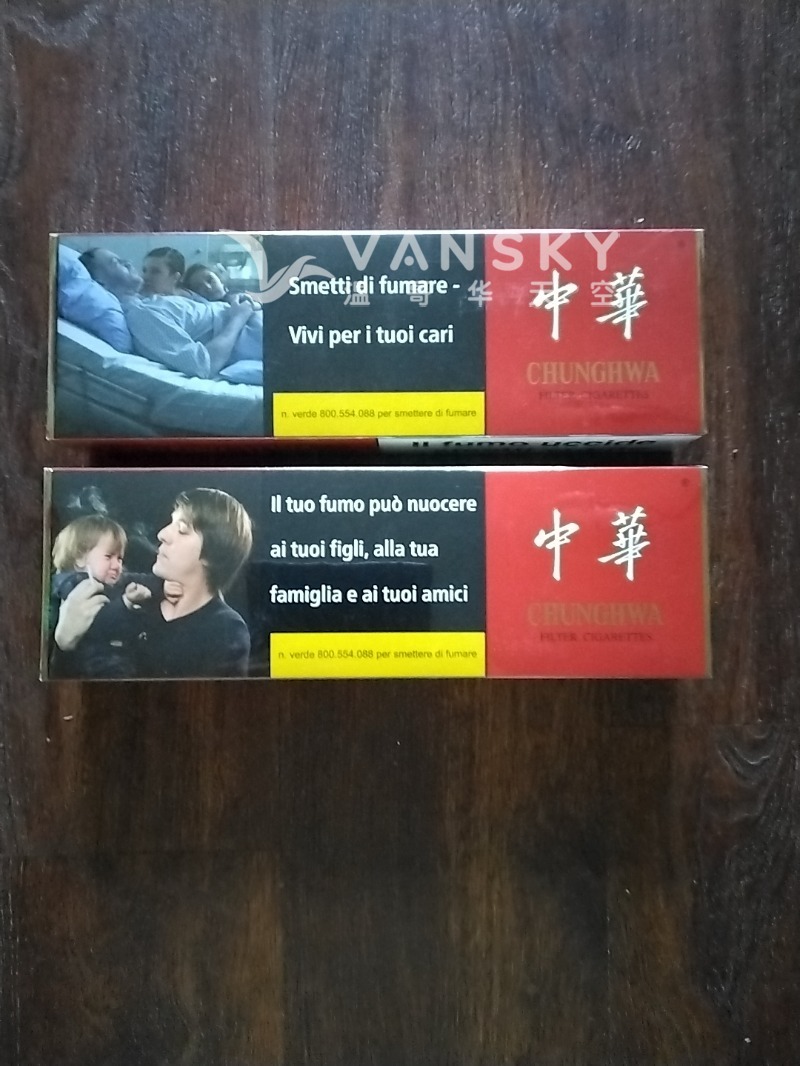 VANSKY
温哥华天空
Smetti di fumare -
Vivi per i tuoi cari
n. verde 800.554.088 per smettere di fumare
中華
CHUNGHWA
FILTER CIGARETTES
Il fumo uccide
Il tuo fumo può nuocere
ai tuoi figli, alla tua
famiglia e ai tuoi amici
n. verde 800.554.088 per smettere di fumare
中華
CHUNGHWA
FILTER CIGARETTES